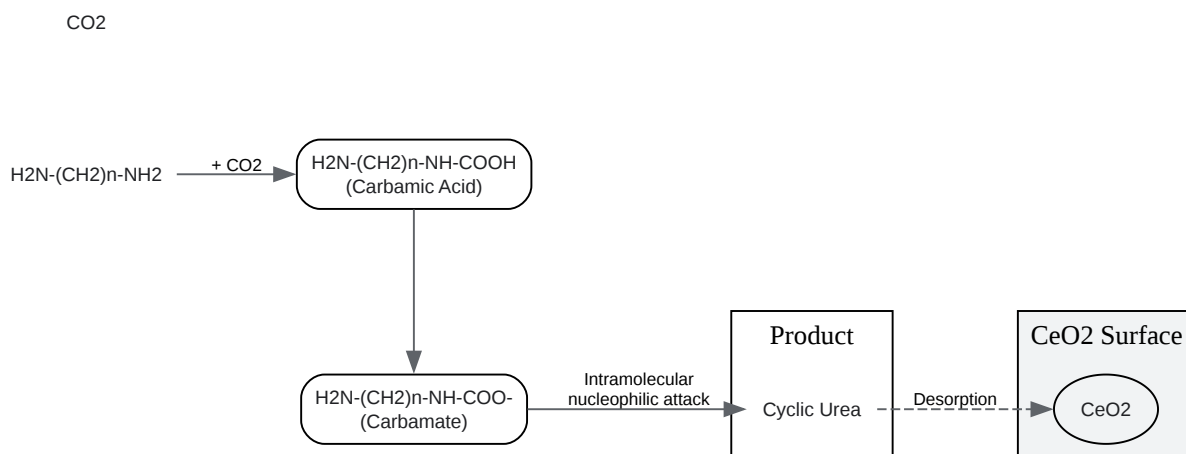 CO2
H2N-(CH2)n-NH2
+ CO2
H2N-(CH2)n-NH-COOH
(Carbamic Acid)
H2N-(CH2)n-NH-COO-
(Carbamate)
Intramolecular
nucleophilic attack
Product
Cyclic Urea
Desorption
CeO2 Surface
CeO2